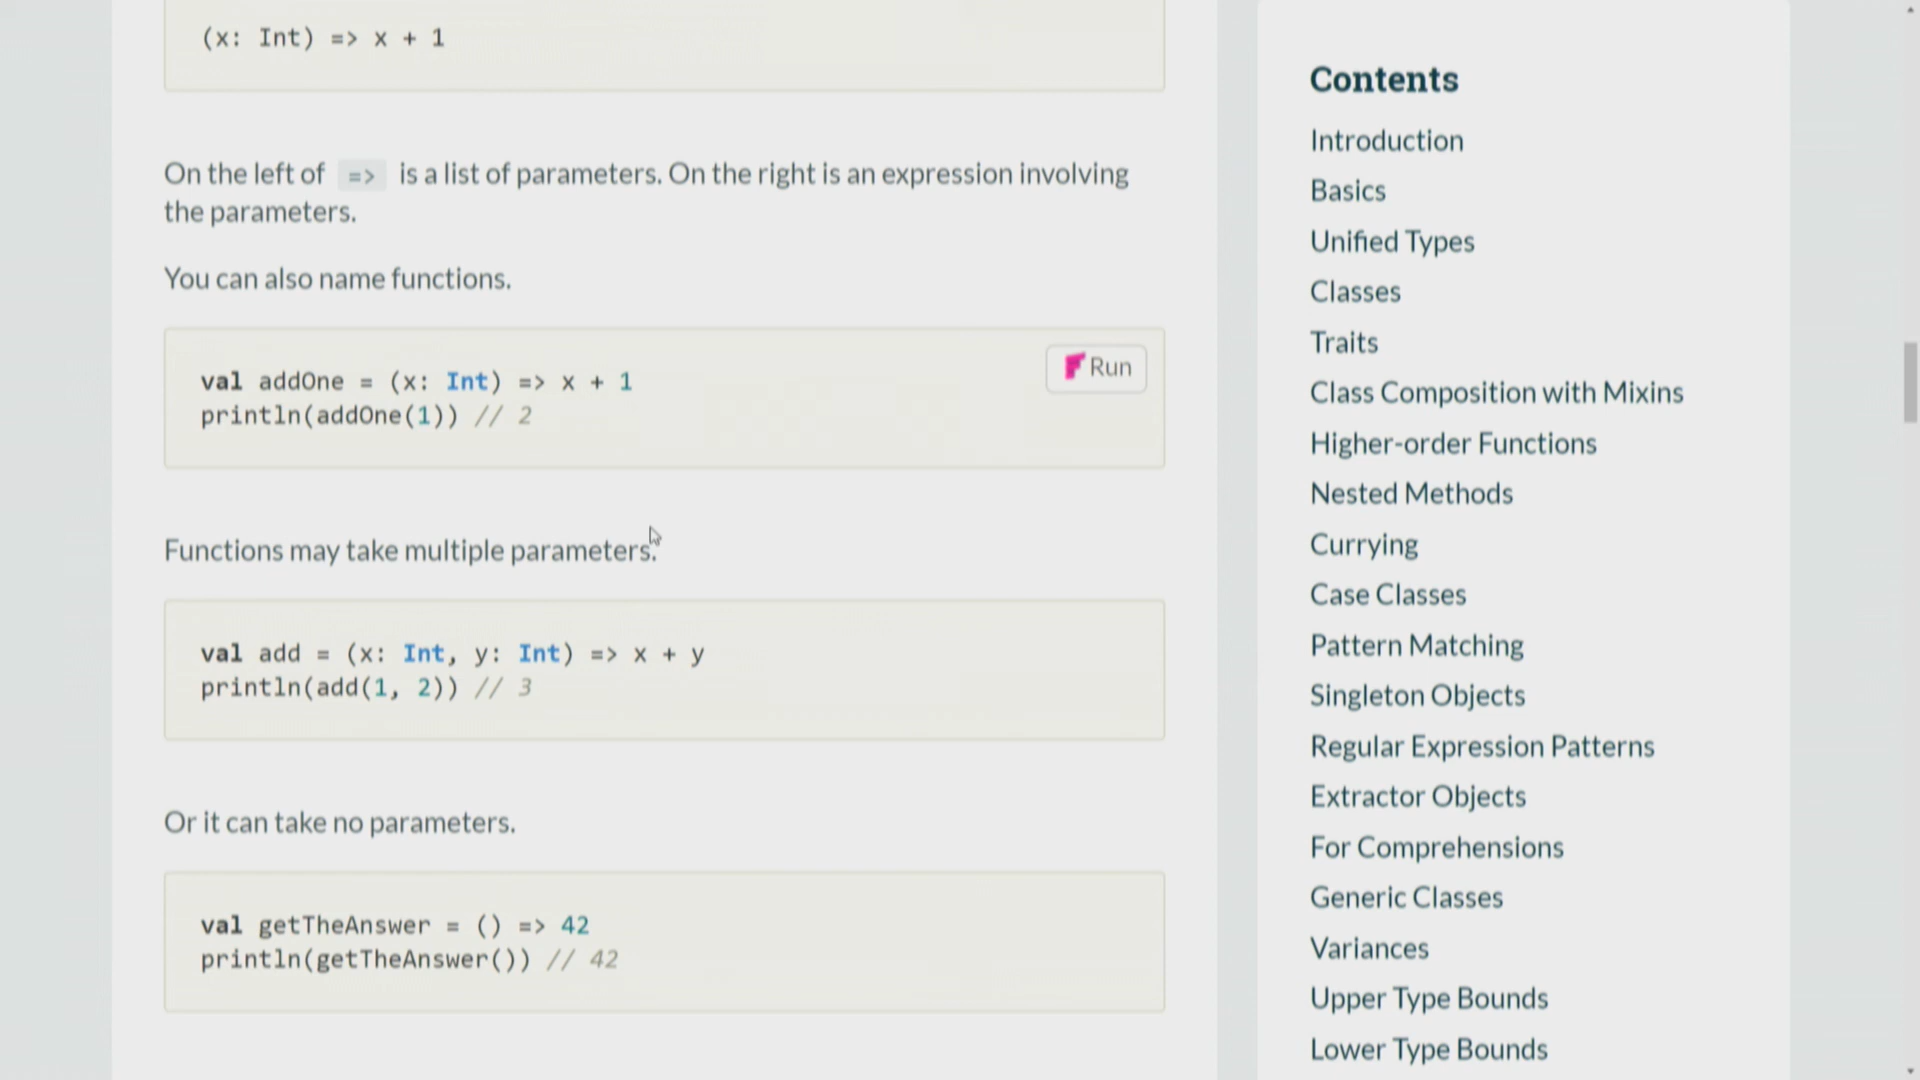 (x: Int) => x + 1
On the left of => is a list of parameters. On the right is an expression involving
the parameters.
You can also name functions.
val addOne = (x: Int) => x + 1
println(addOne(1)) // 2
Run
Functions may take multiple parameters.
val add = (x: Int, y: Int) => x + y
println(add(1, 2)) // 3
Or it can take no parameters.
val getTheAnswer = () => 42
println(getTheAnswer()) // 42
Contents
Introduction
Basics
Unified Types
Classes
Traits
Class Composition with Mixins
Higher-order Functions
Nested Methods
Currying
Case Classes
Pattern Matching
Singleton Objects
Regular Expression Patterns
Extractor Objects
For Comprehensions
Generic Classes
Variances
Upper Type Bounds
Lower Type Bounds